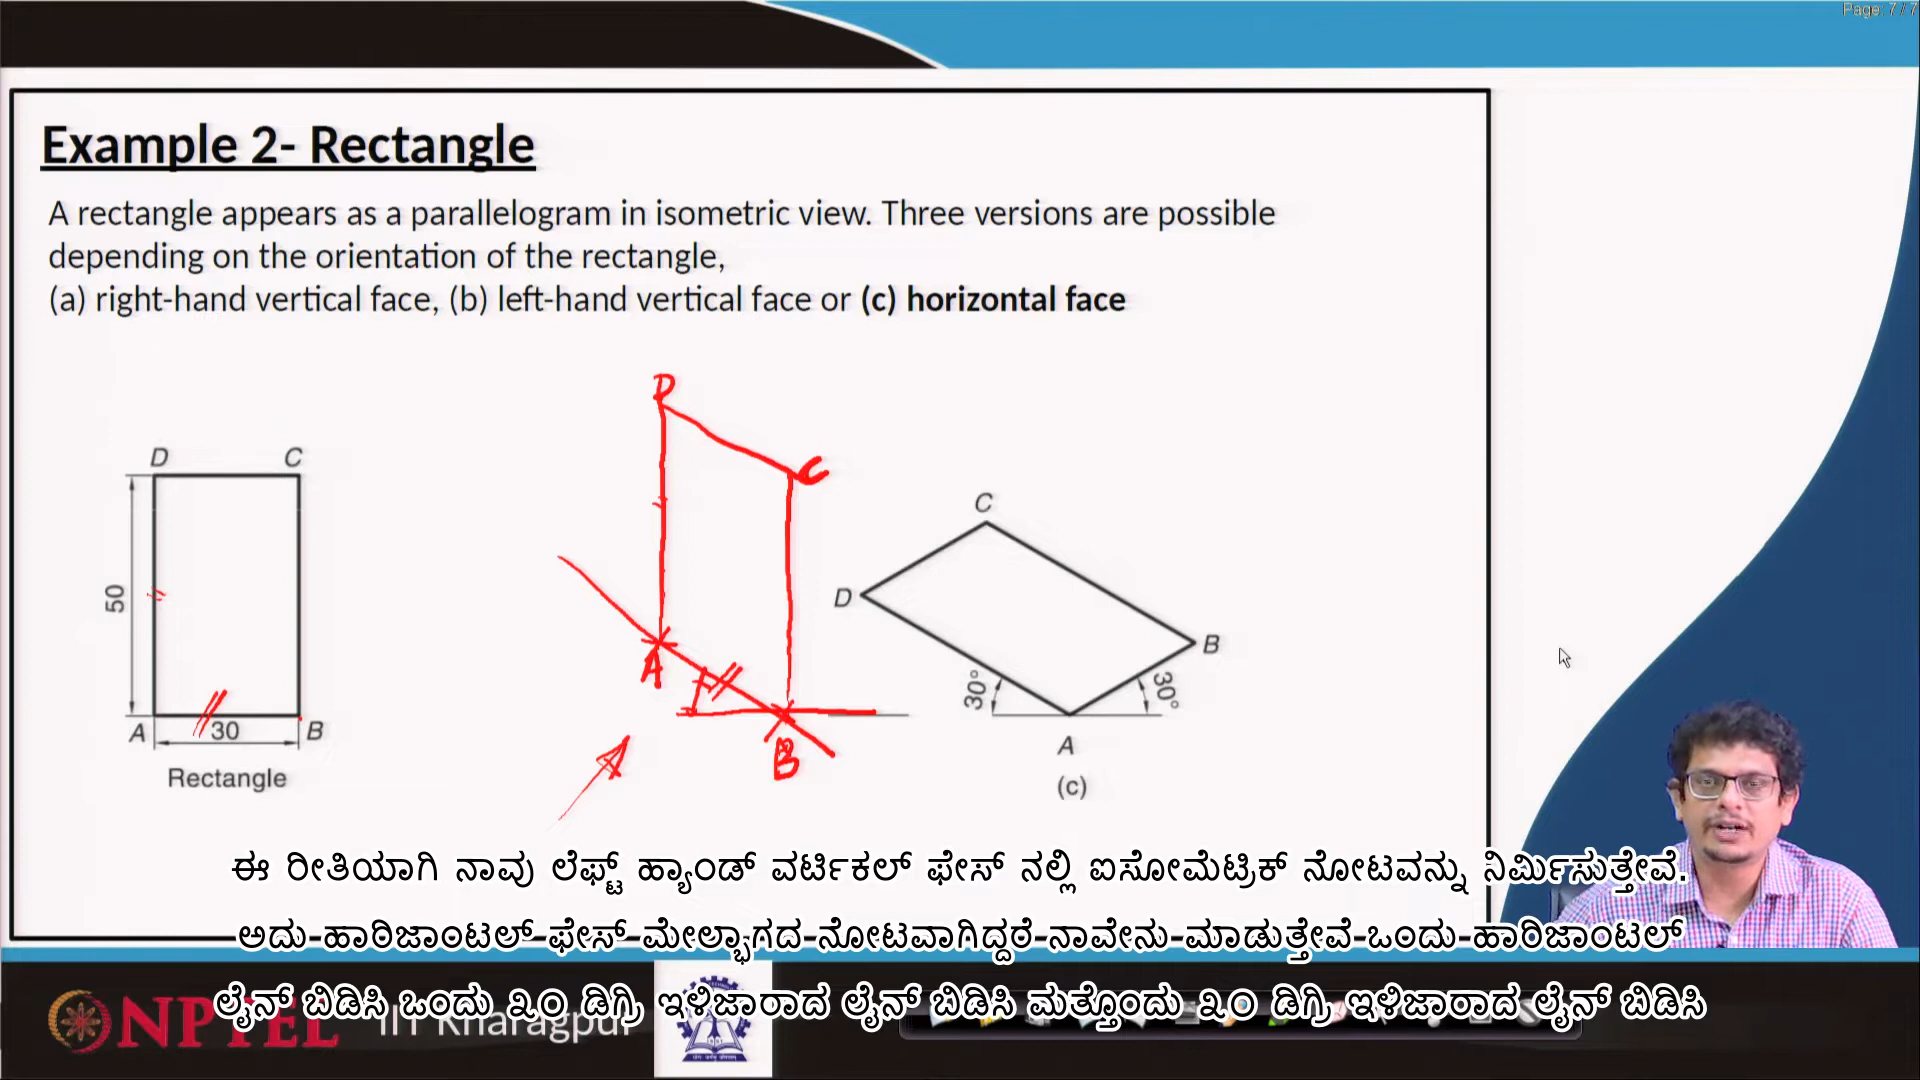 Page: 7 / 7
Example 2- Rectangle
A rectangle appears as a parallelogram in isometric view. Three versions are possible
depending on the orientation of the rectangle,
(a) right-hand vertical face, (b) left-hand vertical face or (c) horizontal face
D
D C
C
C
50
D
B
A
30°
30°
A 30 B
B
A
Rectangle
(c)
ಈ ರೀತಿಯಾಗಿ ನಾವು ಲೆಫ್ಟ್ ಹ್ಯಾಂಡ್ ವರ್ಟಿಕಲ್ ಫೇಸ್ ನಲ್ಲಿ ಐಸೋಮೆಟ್ರಿಕ್ ನೋಟವನ್ನು ನಿರ್ಮಿಸುತ್ತೇವೆ.
ಅದು ಹಾರಿಜಾಂಟಲ್ ಫೇಸ್ ಮೇಲ್ಭಾಗದ ನೋಟವಾಗಿದ್ದರೆ ನಾವೇನು ಮಾಡುತ್ತೇವೆ ಒಂದು ಹಾರಿಜಾಂಟಲ್
ಲೈನ್ ಬಿಡಿಸಿ ಒಂದು ೩೦ ಡಿಗ್ರಿ ಇಳಿಜಾರಾದ ಲೈನ್ ಬಿಡಿಸಿ ಮತ್ತೊಂದು ೩೦ ಡಿಗ್ರಿ ಇಳಿಜಾರಾದ ಲೈನ್ ಬಿಡಿಸಿ
NPTEL IIT Kharagpur